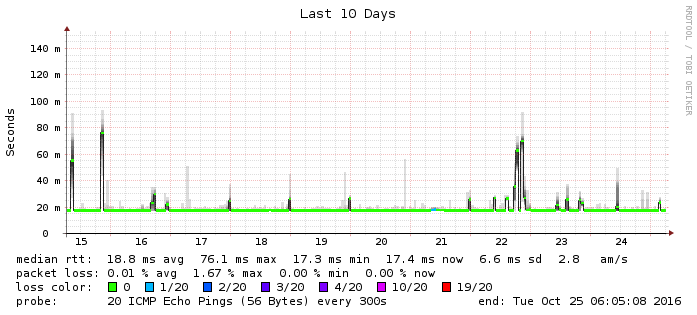 Last 10 Days
RRDTOOL / TOBI OETIKER
Seconds
140 m
120 m
100 m
80 m
60 m
40 m
20 m
0
15 16 17 18 19 20 21 22 23 24
median rtt: 18.8 ms avg 76.1 ms max 17.3 ms min 17.4 ms now 6.6 ms sd 2.8 am/s
packet loss: 0.01 % avg 1.67 % max 0.00 % min 0.00 % now
loss color: 0 1/20 2/20 3/20 4/20 10/20 19/20
probe: 20 ICMP Echo Pings (56 Bytes) every 300s end: Tue Oct 25 06:05:08 2016